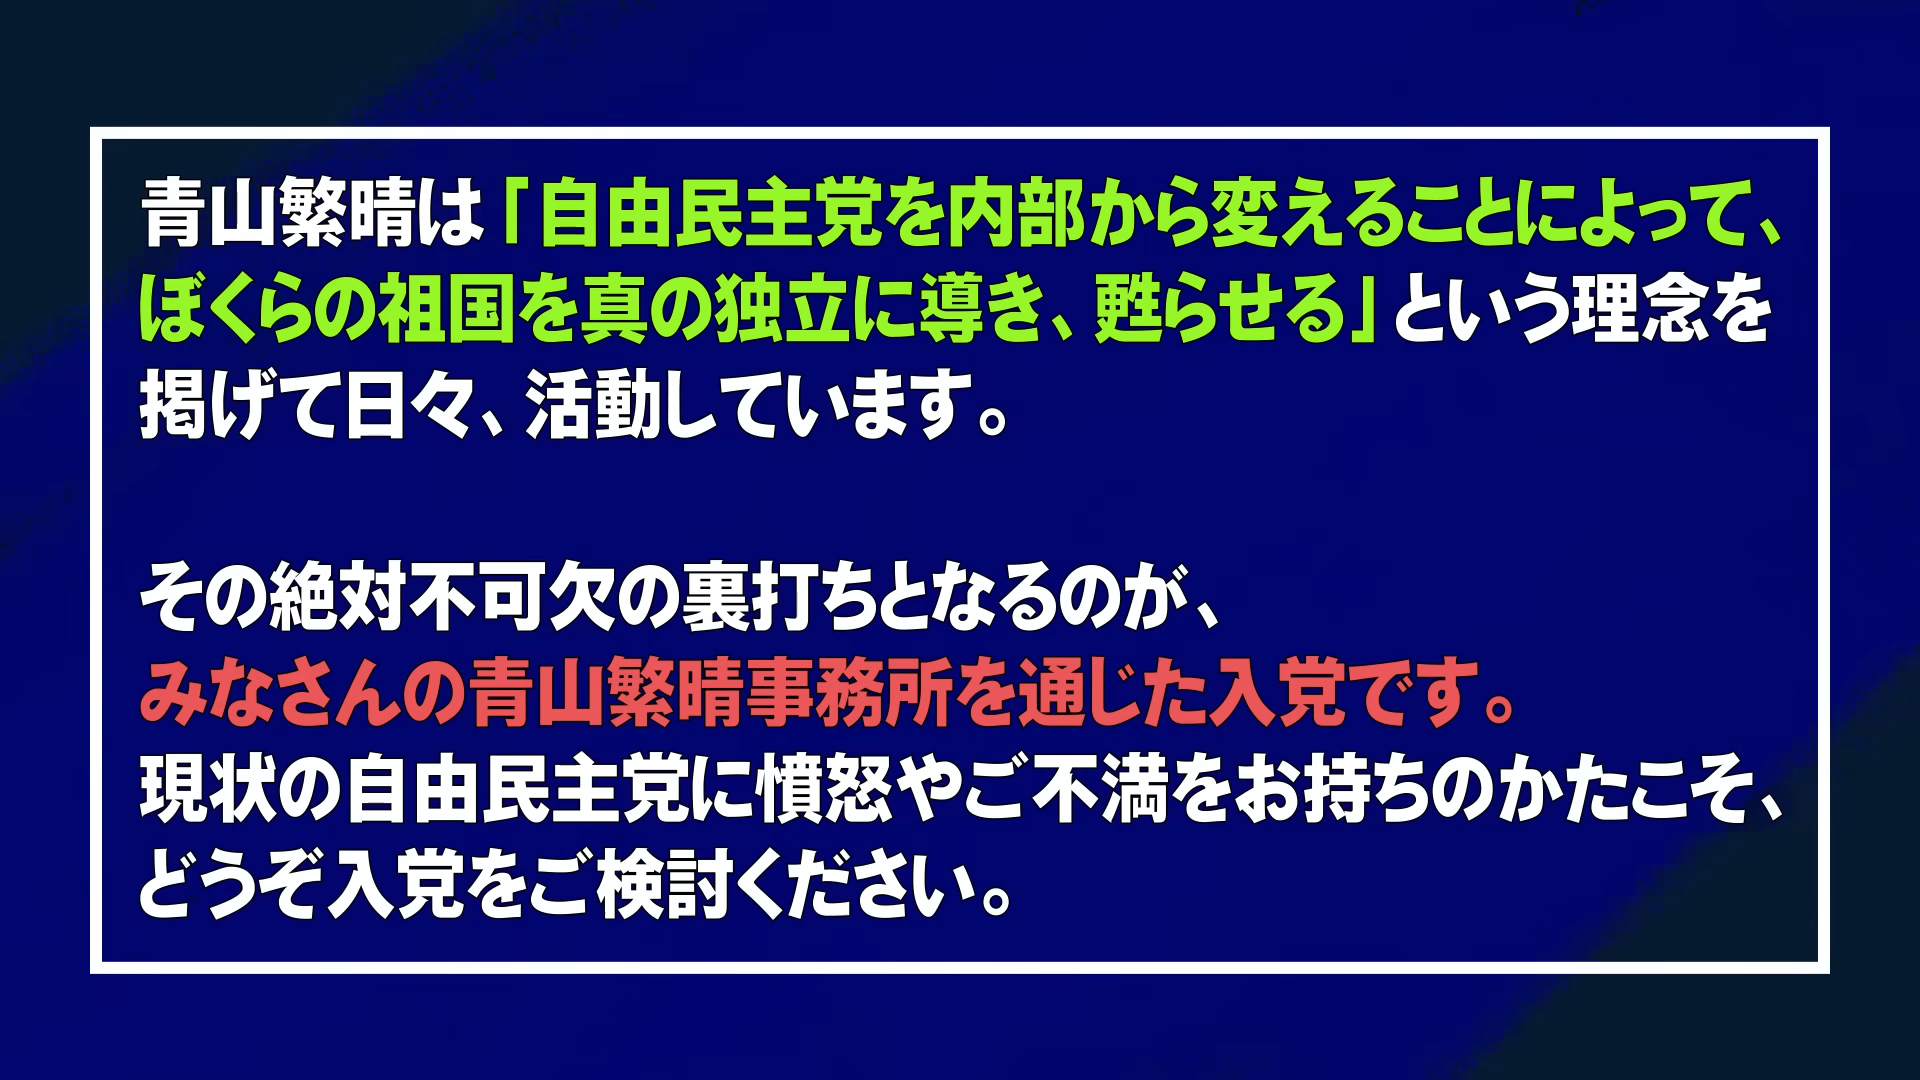 青山繁晴は「自由民主党を内部から変えることによって、
ぼくらの祖国を真の独立に導き、甦らせる」という理念を
掲げて日々、活動しています。
その絶対不可欠の裏打ちとなるのが、
みなさんの青山繁晴事務所を通じた入党です。
現状の自由民主党に憤怒やご不満をお持ちのかたこそ、
どうぞ入党をご検討ください。